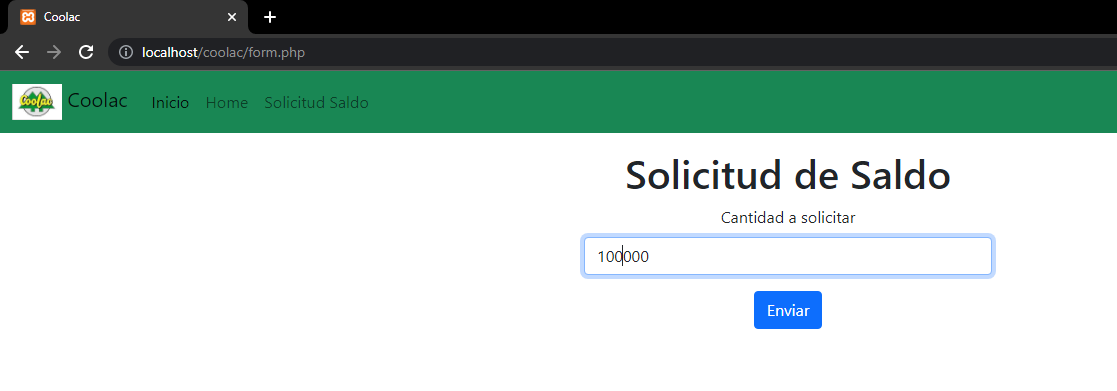 Coolac
localhost/coolac/form.php
Coolac Coolac Inicio Home Solicitud Saldo
Solicitud de Saldo
Cantidad a solicitar
100000
Enviar